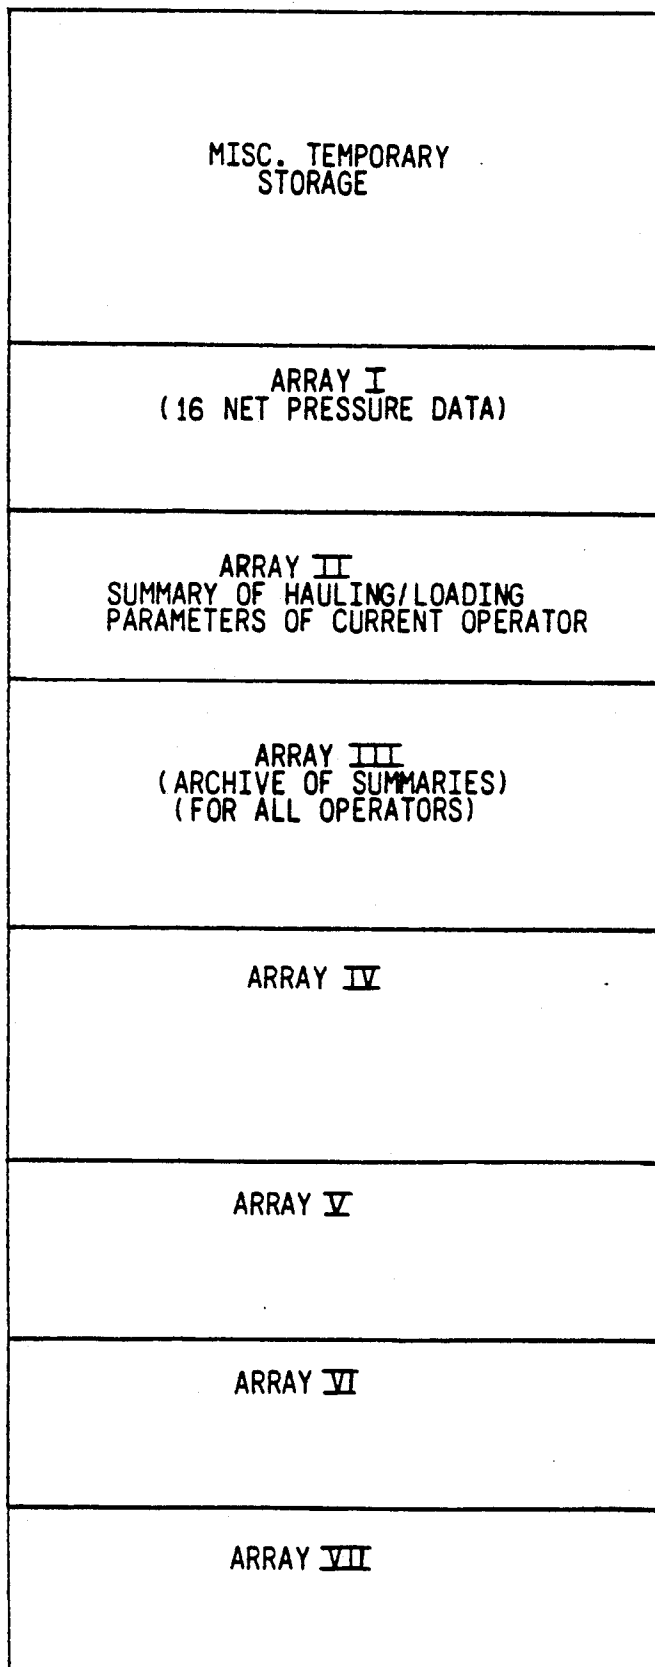 MISC. TEMPORARY
STORAGE
ARRAY I
(16 NET PRESSURE DATA)
ARRAY II
SUMMARY OF HAULING/LOADING
PARAMETERS OF CURRENT OPERATOR
ARRAY III
(ARCHIVE OF SUMMARIES)
(FOR ALL OPERATORS)
ARRAY IV
ARRAY V
ARRAY VI
ARRAY VII